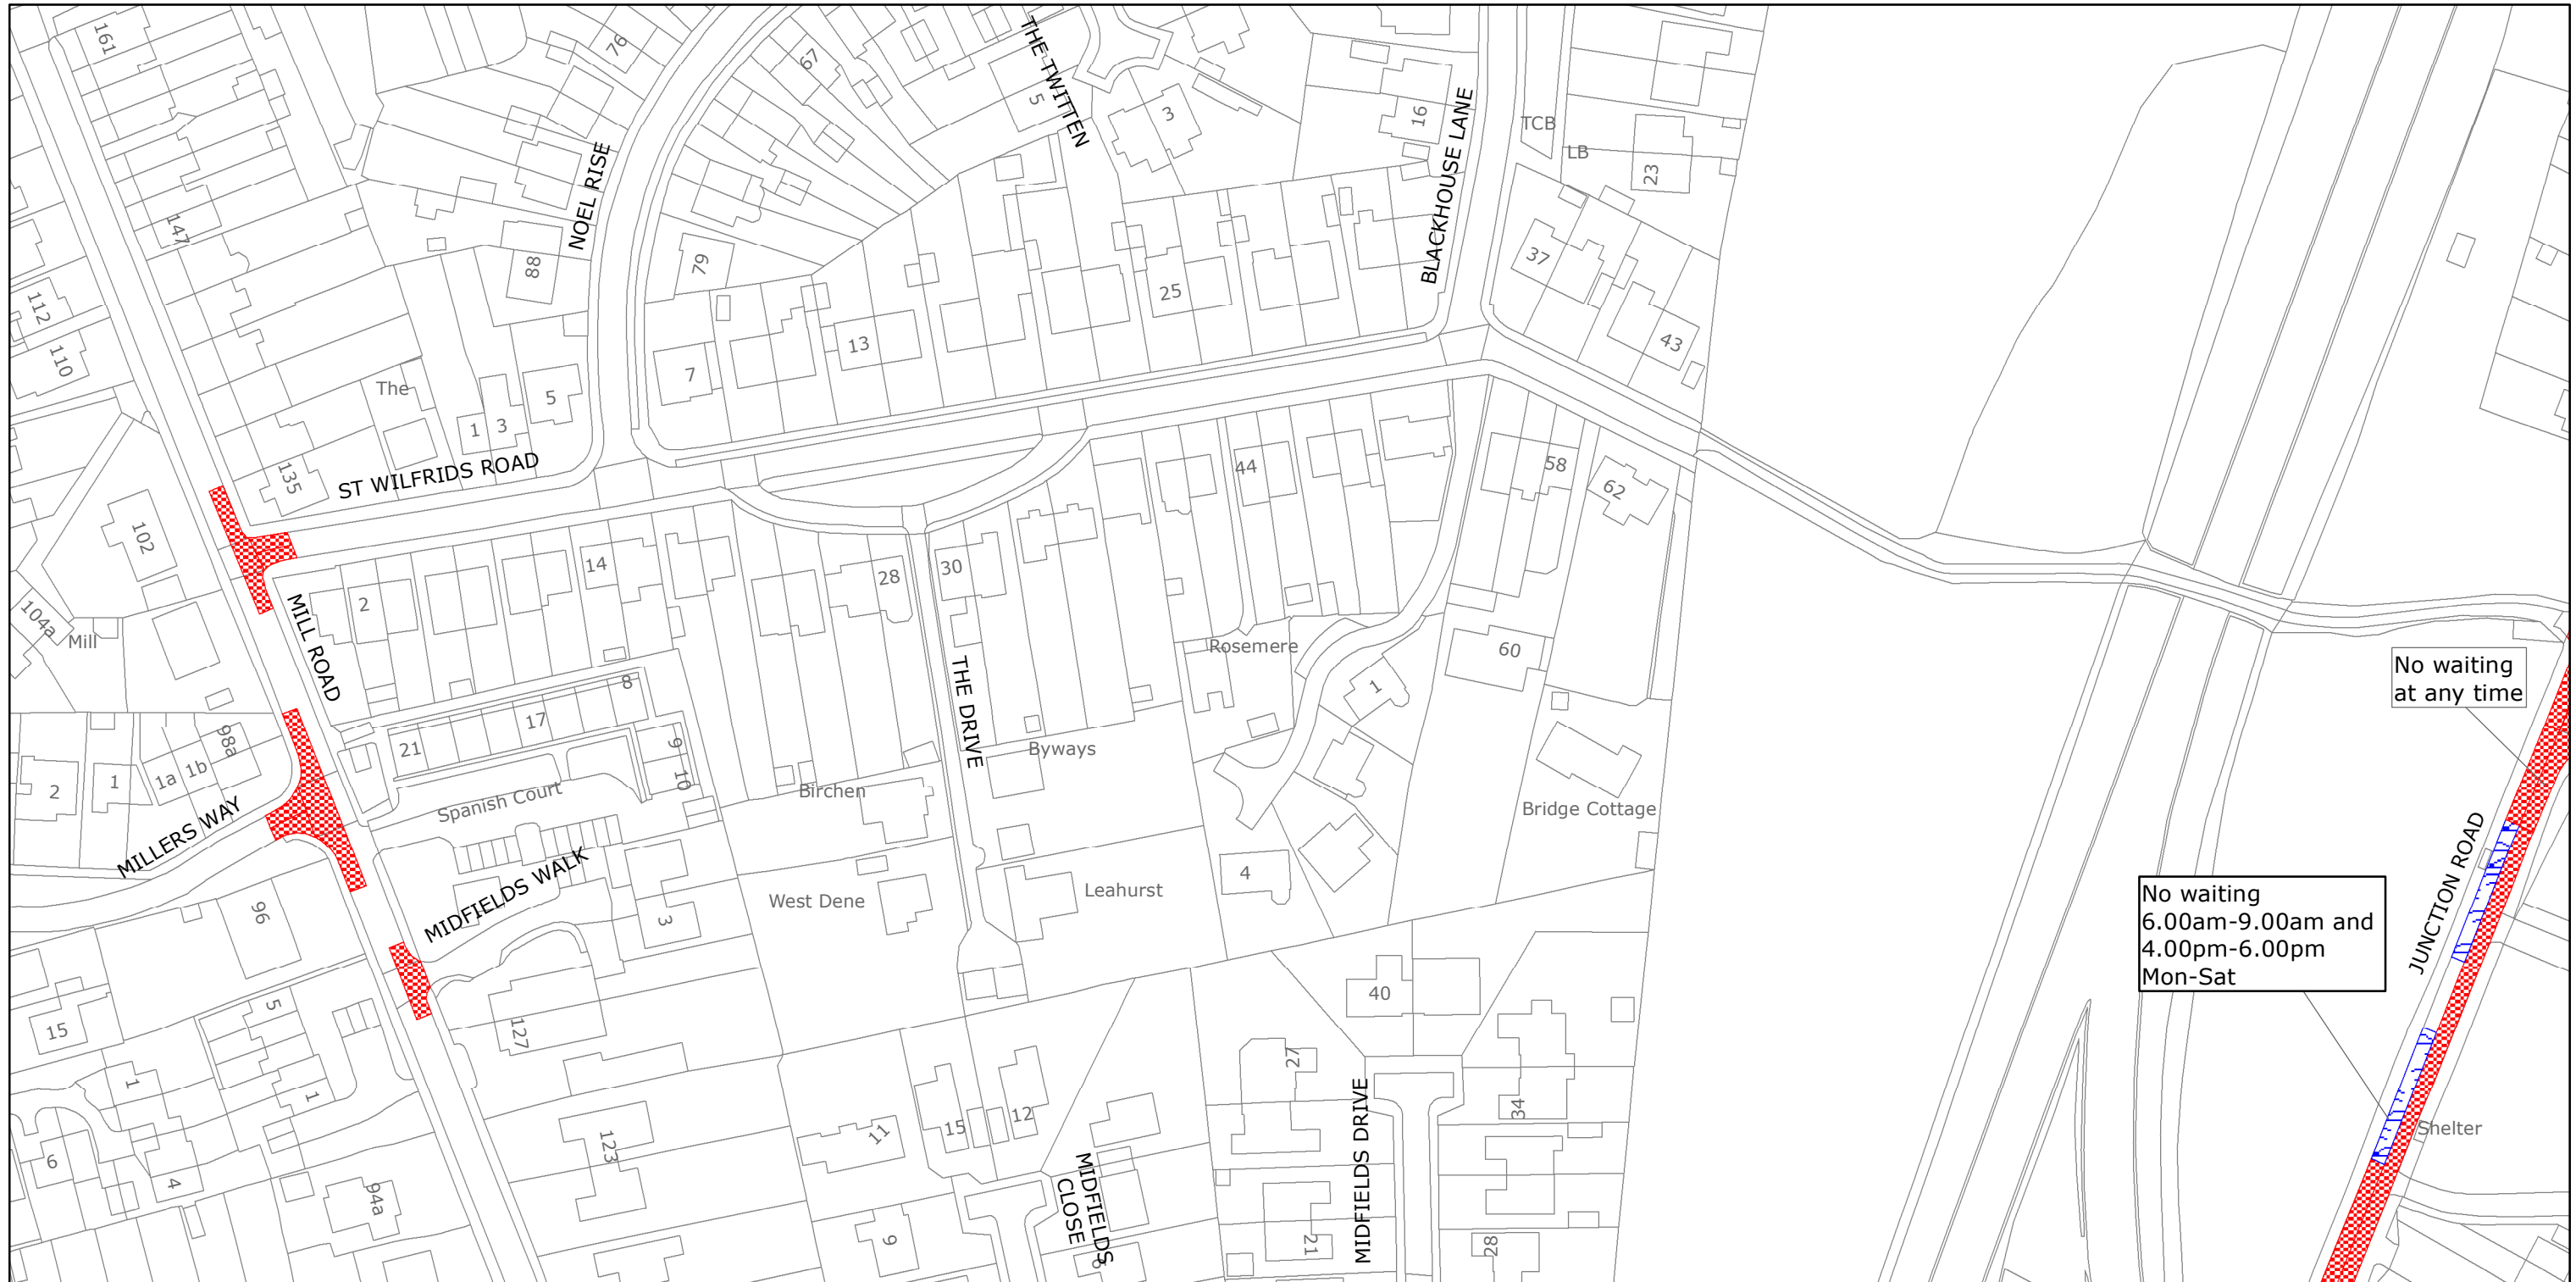 161
76
67
THE TWITTEN
5
3
16
BLACKHOUSE LANE
TCB
LB
23
147
NOEL RISE
88
79
37
25
112
110
13
43
7
The
5
1
3
135
ST WILFRIDS ROAD
44
58
62
102
14
2
28
30
104a
Mill
MILL ROAD
Rosemere
60
1
No waiting
at any time
8
17
21
98a
9
10
THE DRIVE
Byways
2
1
1a
1b
Spanish Court
Birchen
Bridge Cottage
MILLERS WAY
MIDFIELDS WALK
4
JUNCTION ROAD
West Dene
Leahurst
96
3
No waiting
6.00am-9.00am and
4.00pm-6.00pm
Mon-Sat
40
5
15
127
27
1
1
34
12
15
11
Shelter
123
6
4
94a
MIDFIELDS
CLOSE
MIDFIELDS DRIVE
9
21
28